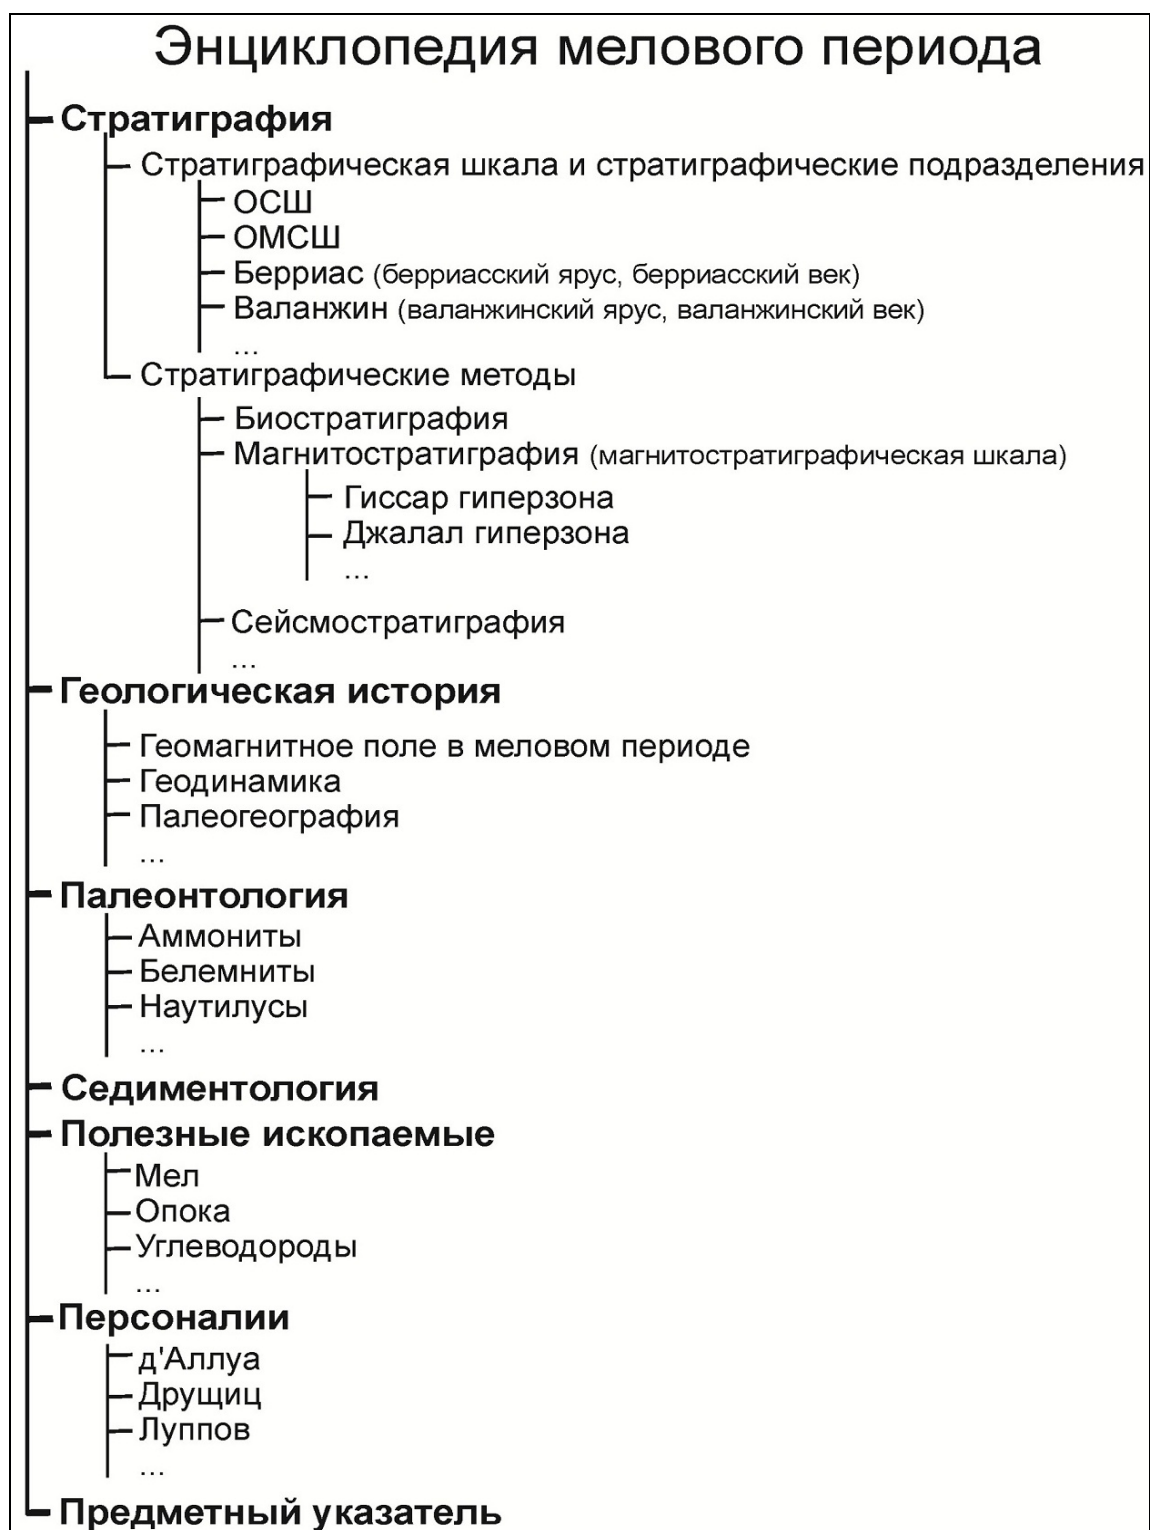 Энциклопедия мелового периода
Стратиграфия
Стратиграфическая шкала и стратиграфические подразделения
ОСШ
ОМСШ
Берриас (берриасский ярус, берриасский век)
Валанжин (валанжинский ярус, валанжинский век)
...
Стратиграфические методы
Биостратиграфия
Магнитостратиграфия (магнитостратиграфическая шкала)
Гиссар гиперзона
Джалал гиперзона
...
Сейсмостратиграфия
...
Геологическая история
Геомагнитное поле в меловом периоде
Геодинамика
Палеогеография
...
Палеонтология
Аммониты
Белемниты
Наутилусы
...
Седиментология
Полезные ископаемые
Мел
Опока
Углеводороды
...
Персоналии
д'Аллуа
Друщиц
Луппов
...
Предметный указатель